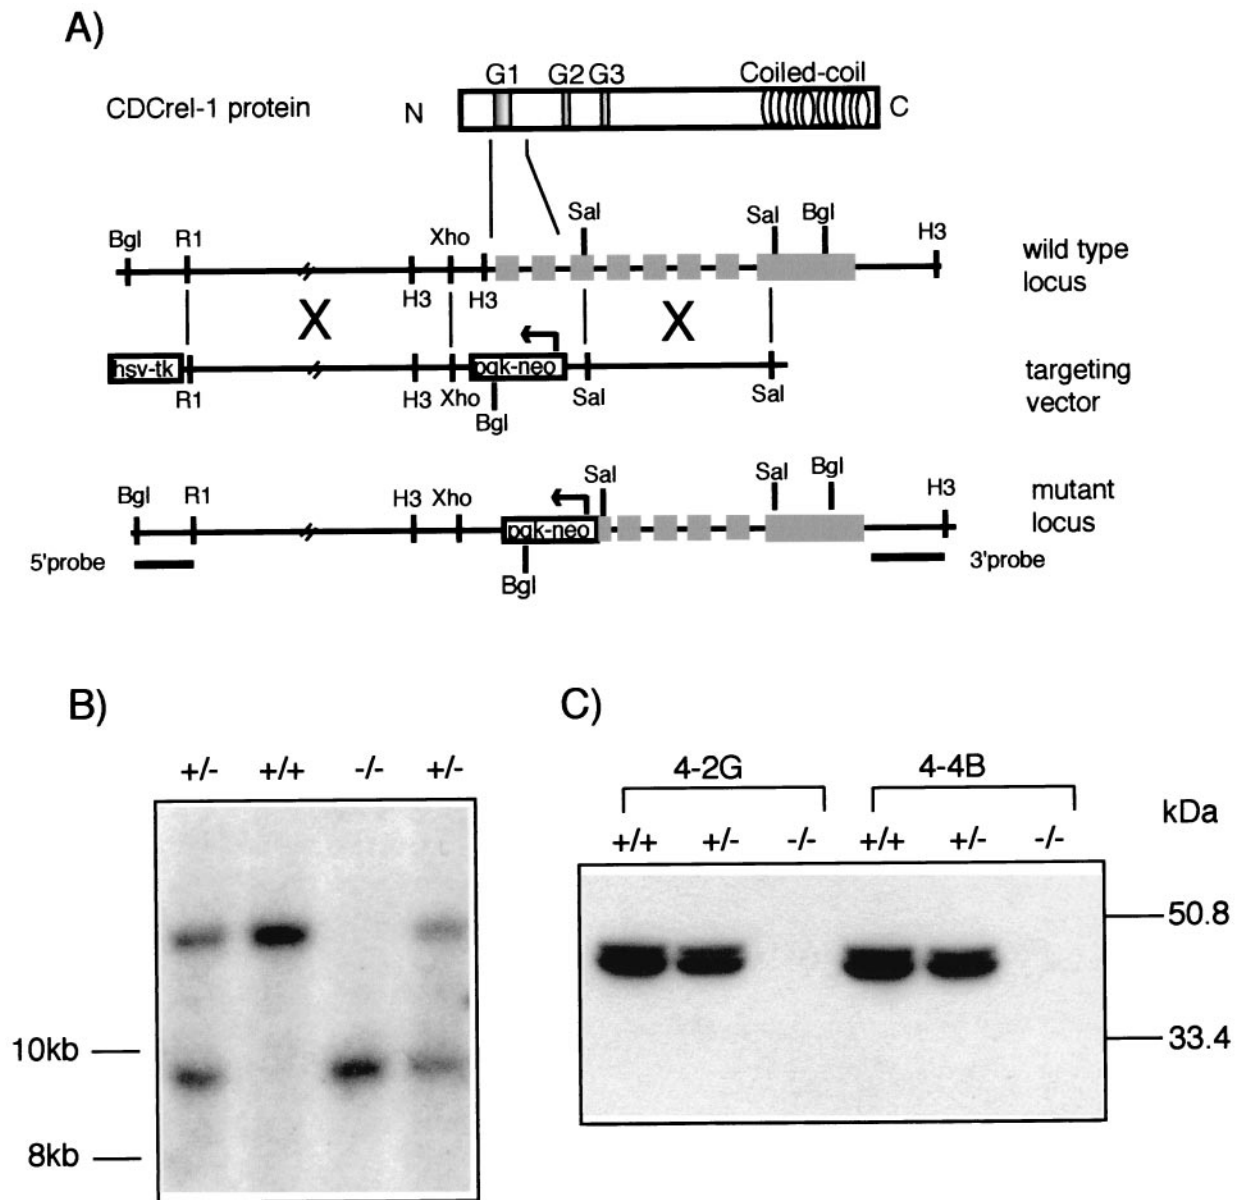 A)
G1 G2 G3 Coiled-coil
CDCrel-1 protein N C
Sal Sal Bgl
Bgl R1 Xho H3
wild type
locus
H3 H3
X X
hsv-tk pgk-neo
targeting
vector
R1 H3 Xho Sal Sal
Bgl
Sal Sal Bgl
Bgl R1 H3 Xho H3
mutant
locus
pgk-neo
5'probe 3'probe
Bgl
B)
+/- +/+ -/- +/-
10kb
8kb
C)
4-2G 4-4B
kDa
+/+ +/- -/- +/+ +/- -/-
50.8
33.4